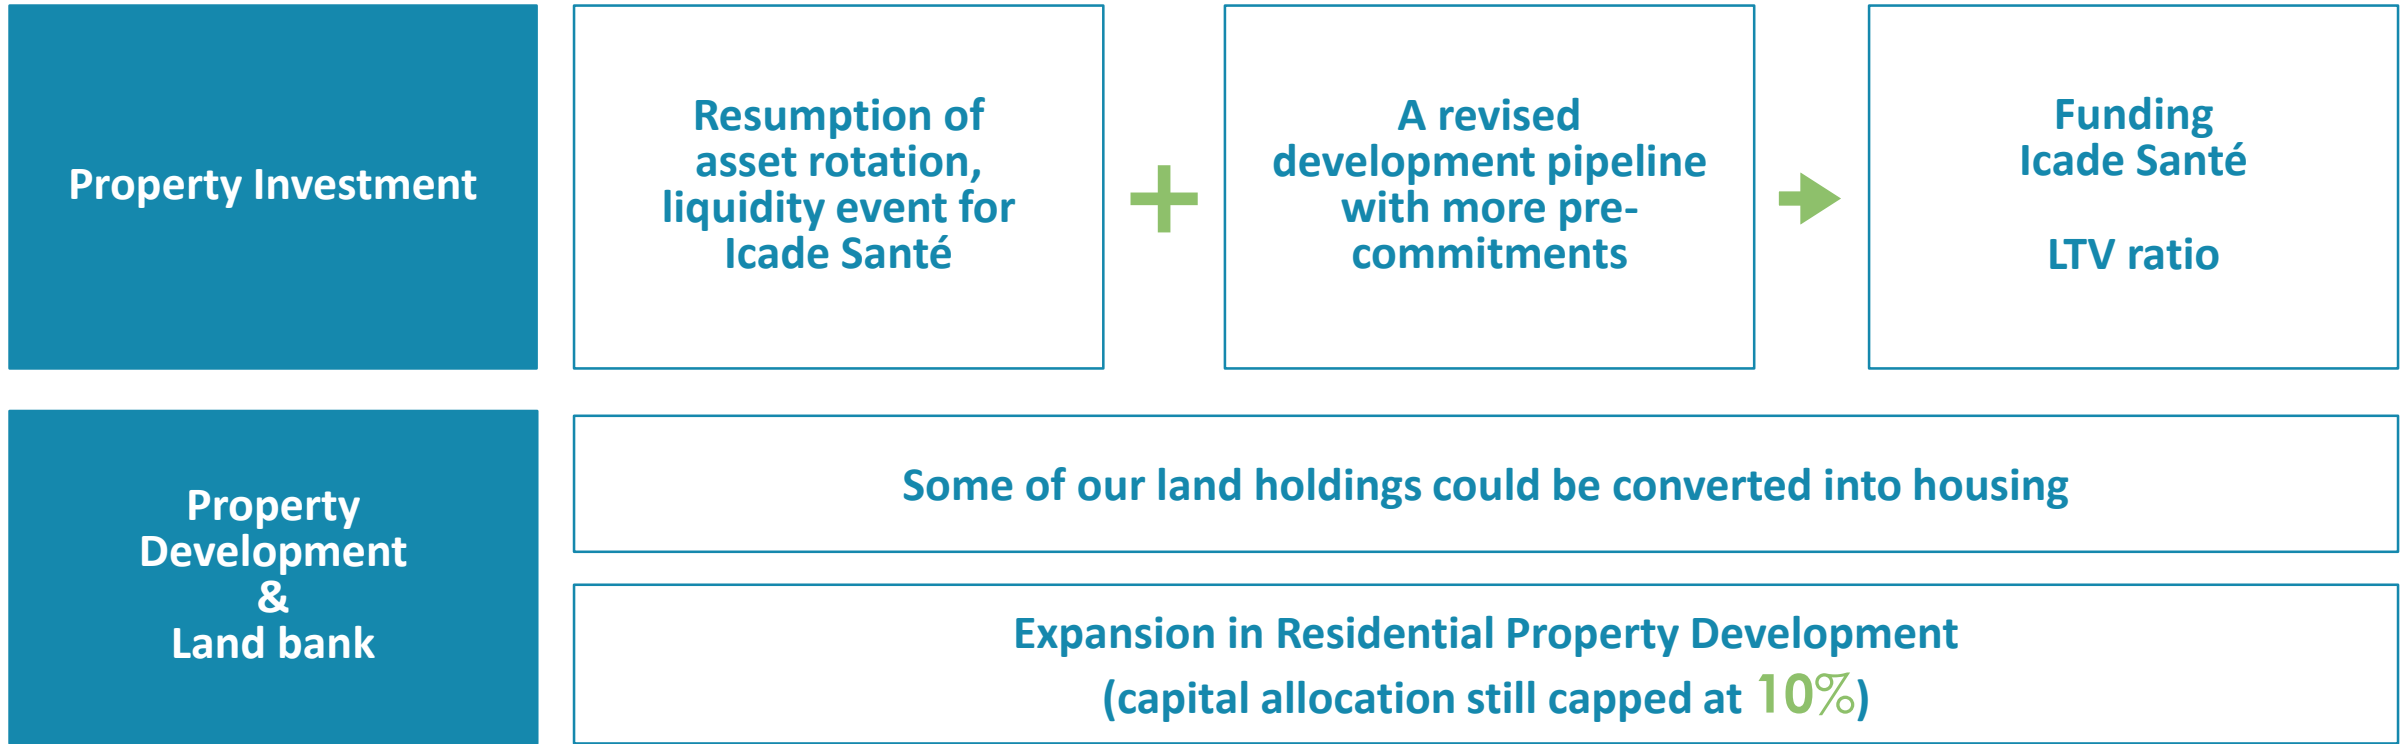 Property Investment
Resumption of
asset rotation,
liquidity event for
Icade Santé
+
A revised
development pipeline
with more pre-
commitments
Funding
Icade Santé
LTV ratio
Property
Development
&
Land bank
Some of our land holdings could be converted into housing
Expansion in Residential Property Development
(capital allocation still capped at 10%)